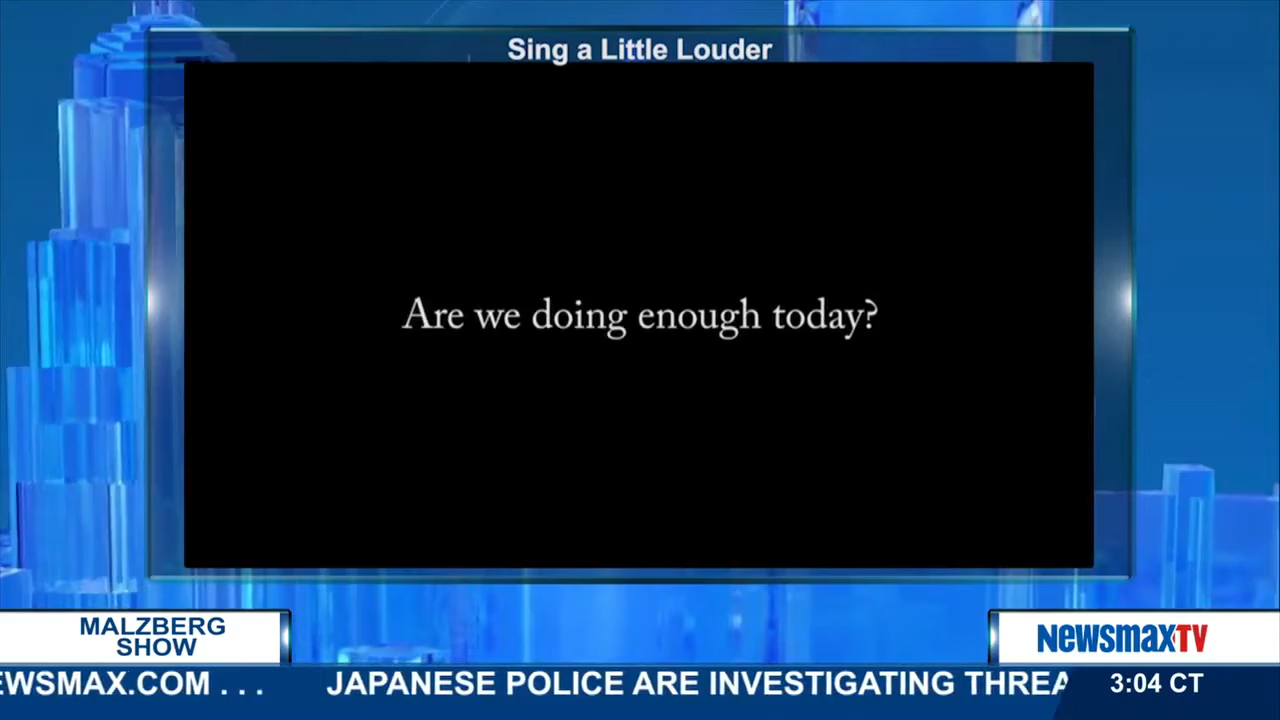 Sing a Little Louder
Are we doing enough today?
MALZBERG
SHOW
NEWSMAXTV
EWSMAX.COM . . . JAPANESE POLICE ARE INVESTIGATING THREA
3:04 CT